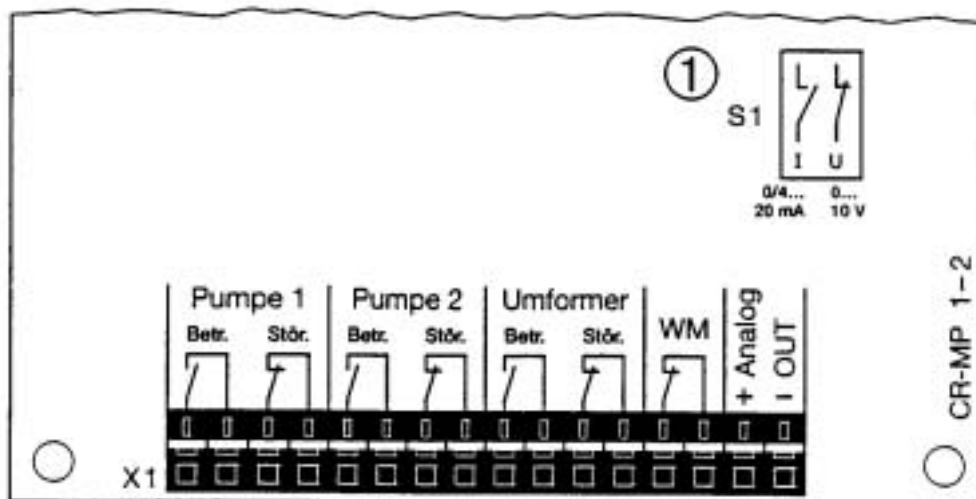 1
S1
I U
0/4... 0...
20 mA 10 V
Pumpe 1 Pumpe 2 Umformer WM
Betr. Stör. Betr. Stör. Betr. Stör.
+ Analog
− OUT
CR-MP 1-2
X1